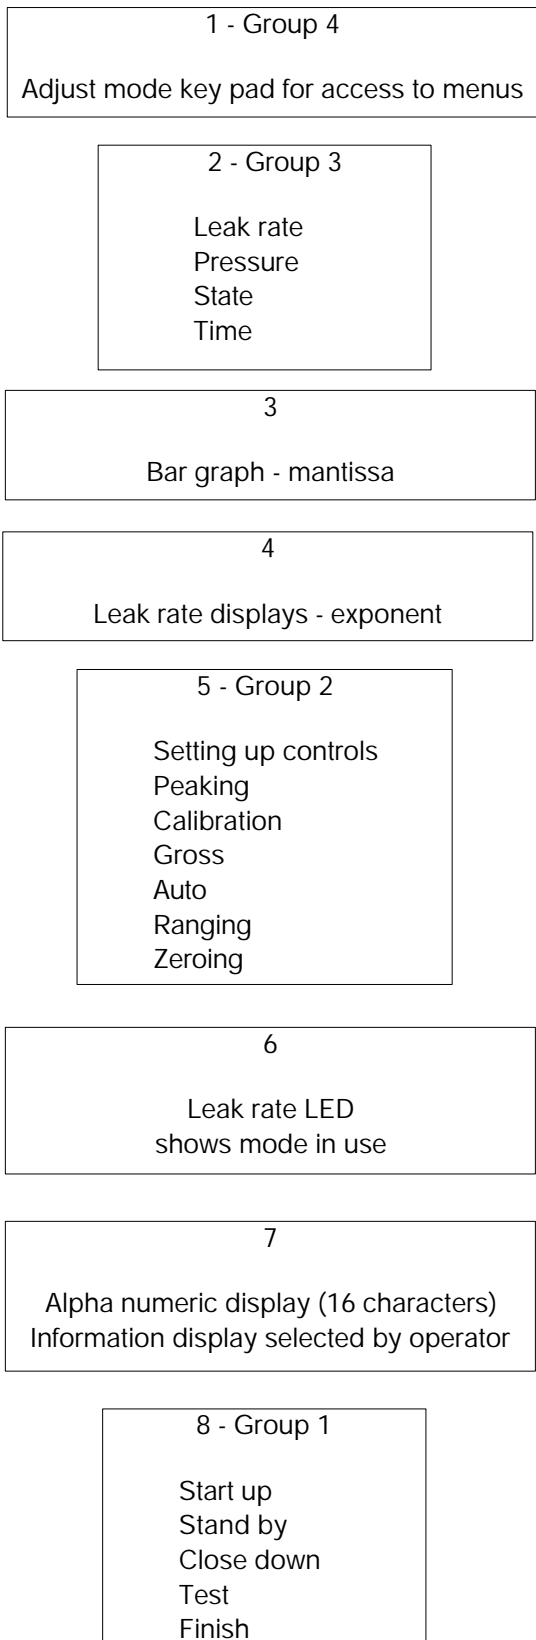 1 - Group 4
Adjust mode key pad for access to menus
2 - Group 3
Leak rate
Pressure
State
Time
3
Bar graph - mantissa
4
Leak rate displays - exponent
5 - Group 2
Setting up controls
Peaking
Calibration
Gross
Auto
Ranging
Zeroing
6
Leak rate LED
shows mode in use
7
Alpha numeric display (16 characters)
Information display selected by operator
8 - Group 1
Start up
Stand by
Close down
Test
Finish